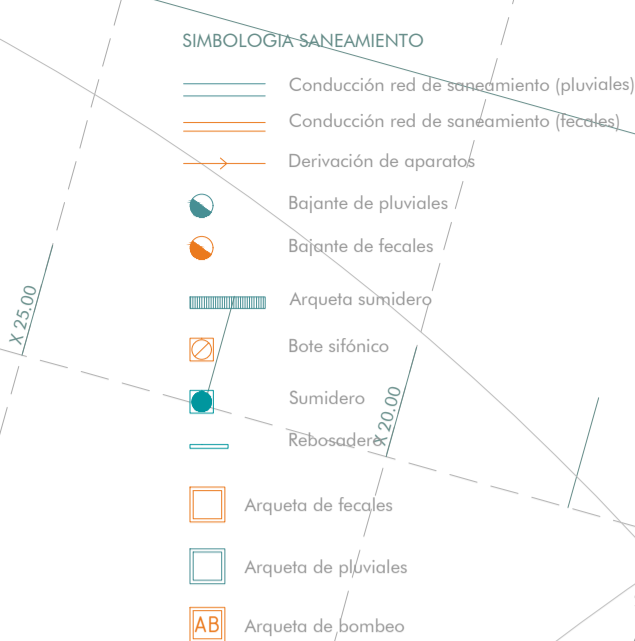 SIMBOLOGIA SANEAMIENTO
Conducción red de saneamiento (pluviales)
Conducción red de saneamiento (fecales)
Derivación de aparatos
Bajante de pluviales
Bajante de fecales
X 25.00
Arqueta sumidero
Bote sifónico
Sumidero
X 20.00
Rebosadero
Arqueta de fecales
Arqueta de pluviales
AB Arqueta de bombeo